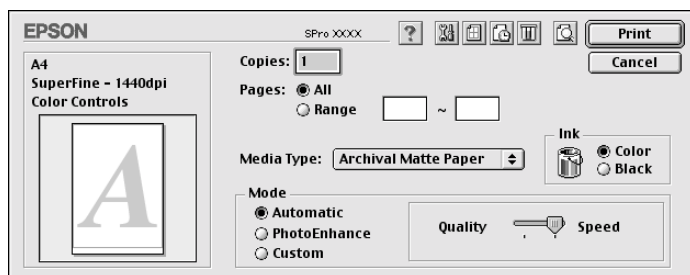 EPSON
SPro XXXX
?
Print
Cancel
A4
SuperFine - 1440dpi
Color Controls
A
Copies: 1
Pages: All
Range
~
Media Type: Archival Matte Paper
Ink
Color
Black
Mode
Automatic
PhotoEnhance
Custom
Quality
Speed